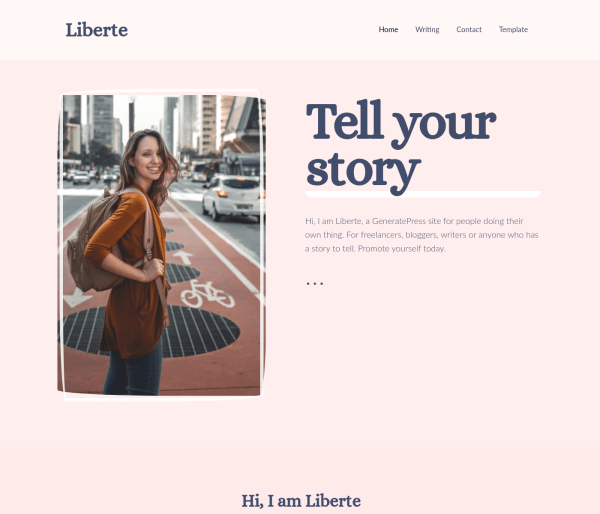 Liberte
Home Writing Contact Template
Tell your
story
Hi, I am Liberte, a GeneratePress site for people doing their
own thing. For freelancers, bloggers, writers or anyone who has
a story to tell. Promote yourself today.
...
Hi, I am Liberte